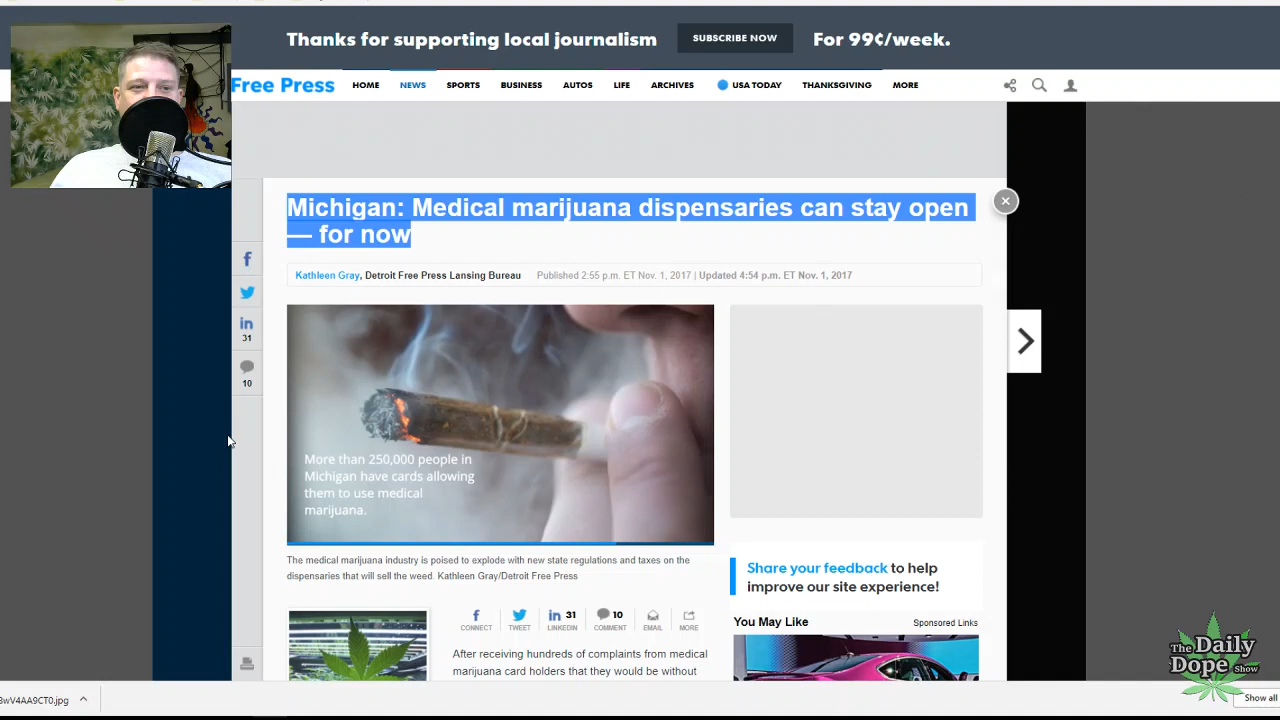 Thanks for supporting local journalism
SUBSCRIBE NOW
For 99¢/week.
Free Press
HOME
NEWS
SPORTS
BUSINESS
AUTOS
LIFE
ARCHIVES
USA TODAY
THANKSGIVING
MORE
Michigan: Medical marijuana dispensaries can stay open
— for now
Kathleen Gray, Detroit Free Press Lansing Bureau
Published 2:55 p.m. ET Nov. 1, 2017 | Updated 4:54 p.m. ET Nov. 1, 2017
31
10
More than 250,000 people in
Michigan have cards allowing
them to use medical
marijuana.
The medical marijuana industry is poised to explode with new state regulations and taxes on the
dispensaries that will sell the weed. Kathleen Gray/Detroit Free Press
Share your feedback to help
improve our site experience!
31
10
CONNECT
TWEET
LINKEDIN
COMMENT
EMAIL
MORE
You May Like
Sponsored Links
After receiving hundreds of complaints from medical
marijuana card holders that they would be without
The Daily
Dope Show
BwV4AA9CT0.jpg
Show all